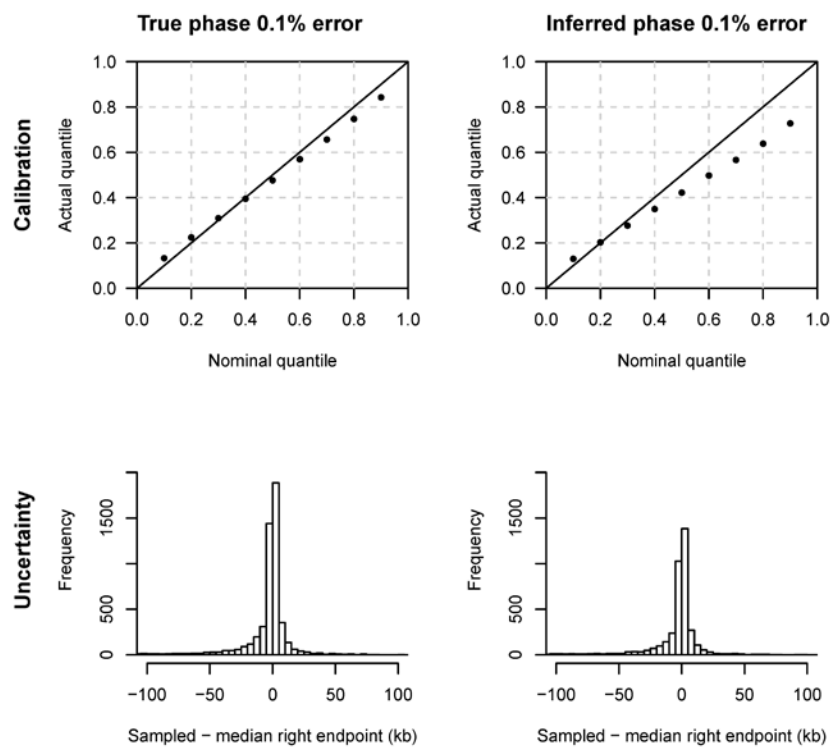 True phase 0.1% error
Inferred phase 0.1% error
Calibration
Actual quantile
1.0
0.8
0.6
0.4
0.2
0.0
0.0 0.2 0.4 0.6 0.8 1.0
Nominal quantile
Actual quantile
1.0
0.8
0.6
0.4
0.2
0.0
0.0 0.2 0.4 0.6 0.8 1.0
Nominal quantile
Uncertainty
Frequency
1500
500
0
−100 −50 0 50 100
Sampled − median right endpoint (kb)
Frequency
1500
500
0
−100 −50 0 50 100
Sampled − median right endpoint (kb)